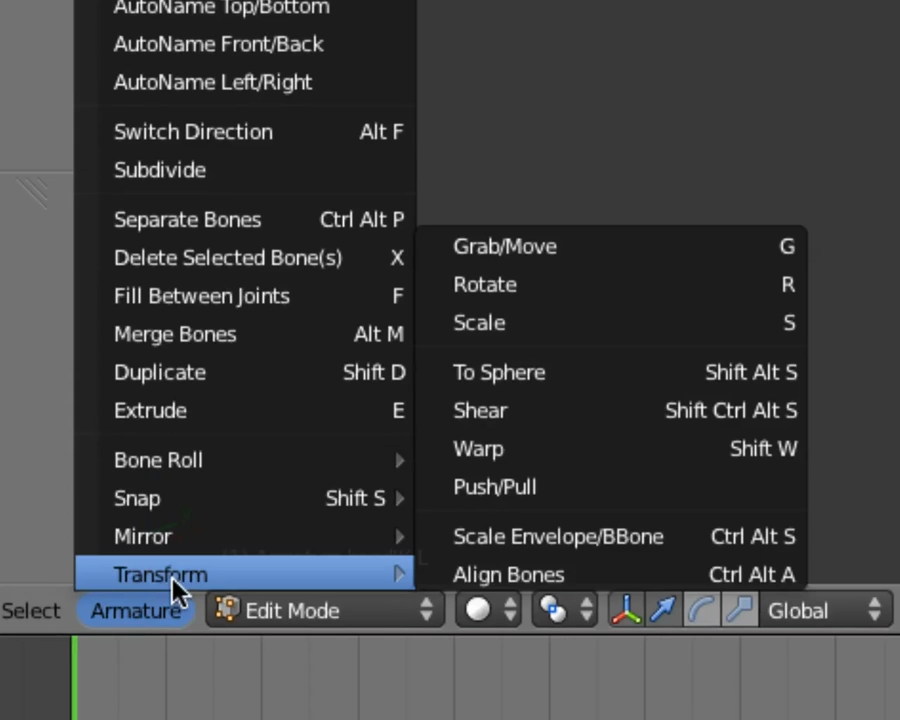 AutoName Top/Bottom
AutoName Front/Back
AutoName Left/Right
Switch Direction Alt F
Subdivide
Separate Bones Ctrl Alt P
Delete Selected Bone(s) X
Fill Between Joints F
Merge Bones Alt M
Duplicate Shift D
Extrude E
Bone Roll
Snap Shift S
Mirror
Transform
Grab/Move G
Rotate R
Scale S
To Sphere Shift Alt S
Shear Shift Ctrl Alt S
Warp Shift W
Push/Pull
Scale Envelope/BBone Ctrl Alt S
Align Bones Ctrl Alt A
Select Armature Edit Mode Global